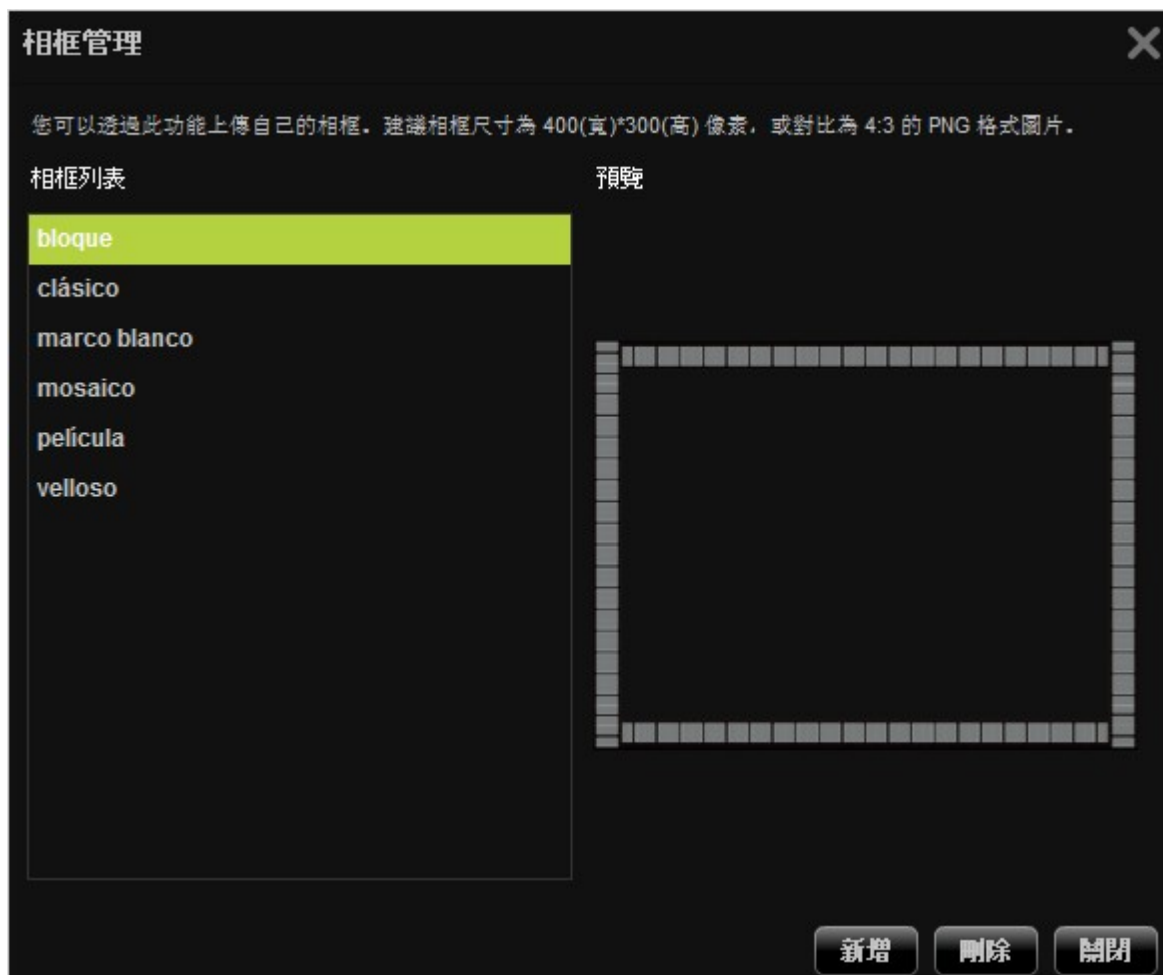 相框管理
您可以透過此功能上傳自己的相框。建議相框尺寸為 400(寬)*300(高) 像素，或對比為 4:3 的 PNG 格式圖片。
相框列表
預覽
bloque
clásico
marco blanco
mosaico
película
velloso
新增
刪除
關閉